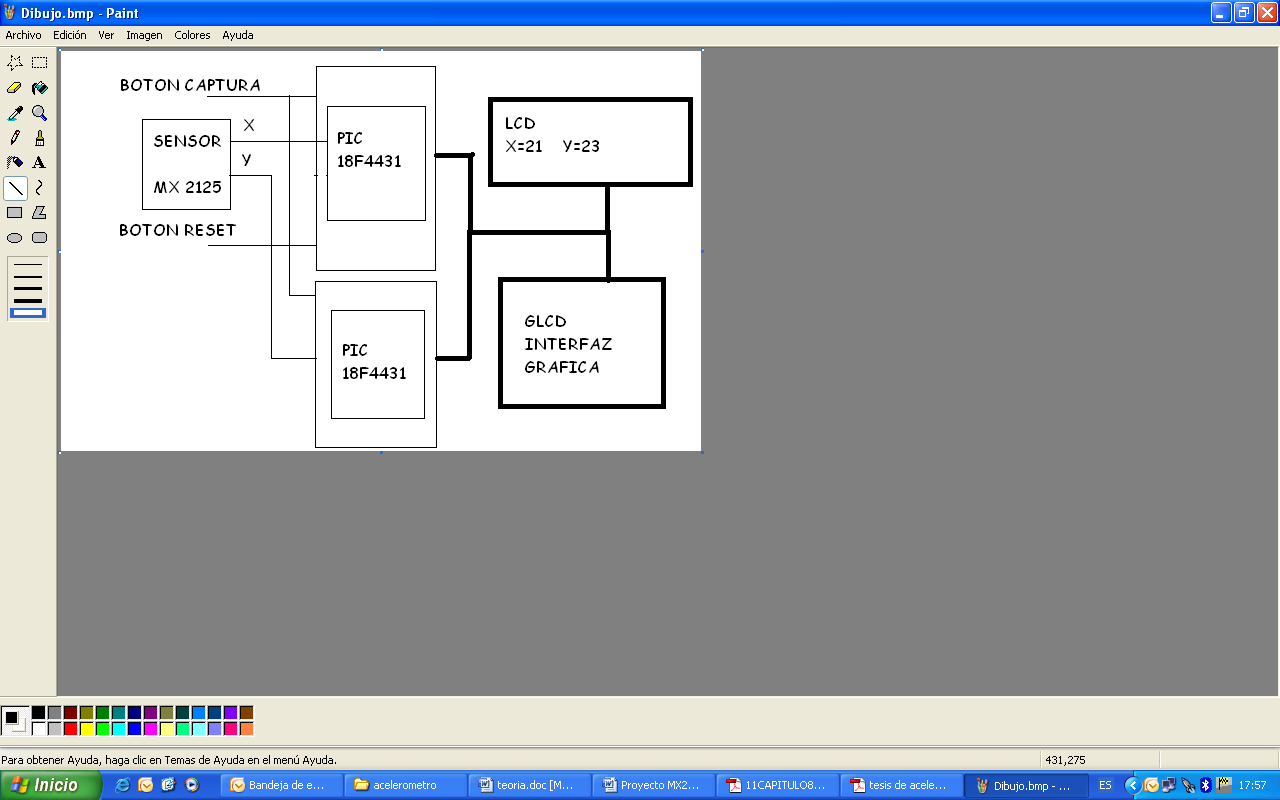 Dibujo.bmp - Paint
Archivo Edición Ver Imagen Colores Ayuda
BOTON CAPTURA
X
SENSOR
Y
MX 2125
BOTON RESET
PIC
18F4431
PIC
18F4431
LCD
X=21 Y=23
GLCD
INTERFAZ
GRAFICA
Para obtener Ayuda, haga clic en Temas de Ayuda en el menú Ayuda.
431,275
Inicio
Bandeja de e...
acelerometro
teoria.doc [M...
Proyecto MX2...
11CAPITULO8...
tesis de acele...
Dibujo.bmp - ...
ES
17:57